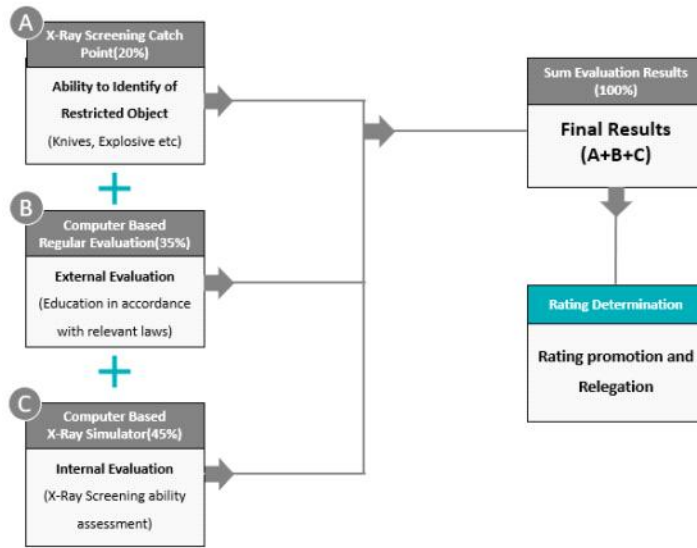 A
X-Ray Screening Catch
Point(20%)
Ability to Identify of
Restricted Object
(Knives, Explosive etc)
+
B
Computer Based
Regular Evaluation(35%)
External Evaluation
(Education in accordance
with relevant laws)
+
C
Computer Based
X-Ray Simulator(45%)
Internal Evaluation
(X-Ray Screening ability
assessment)
Sum Evaluation Results
(100%)
Final Results
(A+B+C)
Rating Determination
Rating promotion and
Relegation